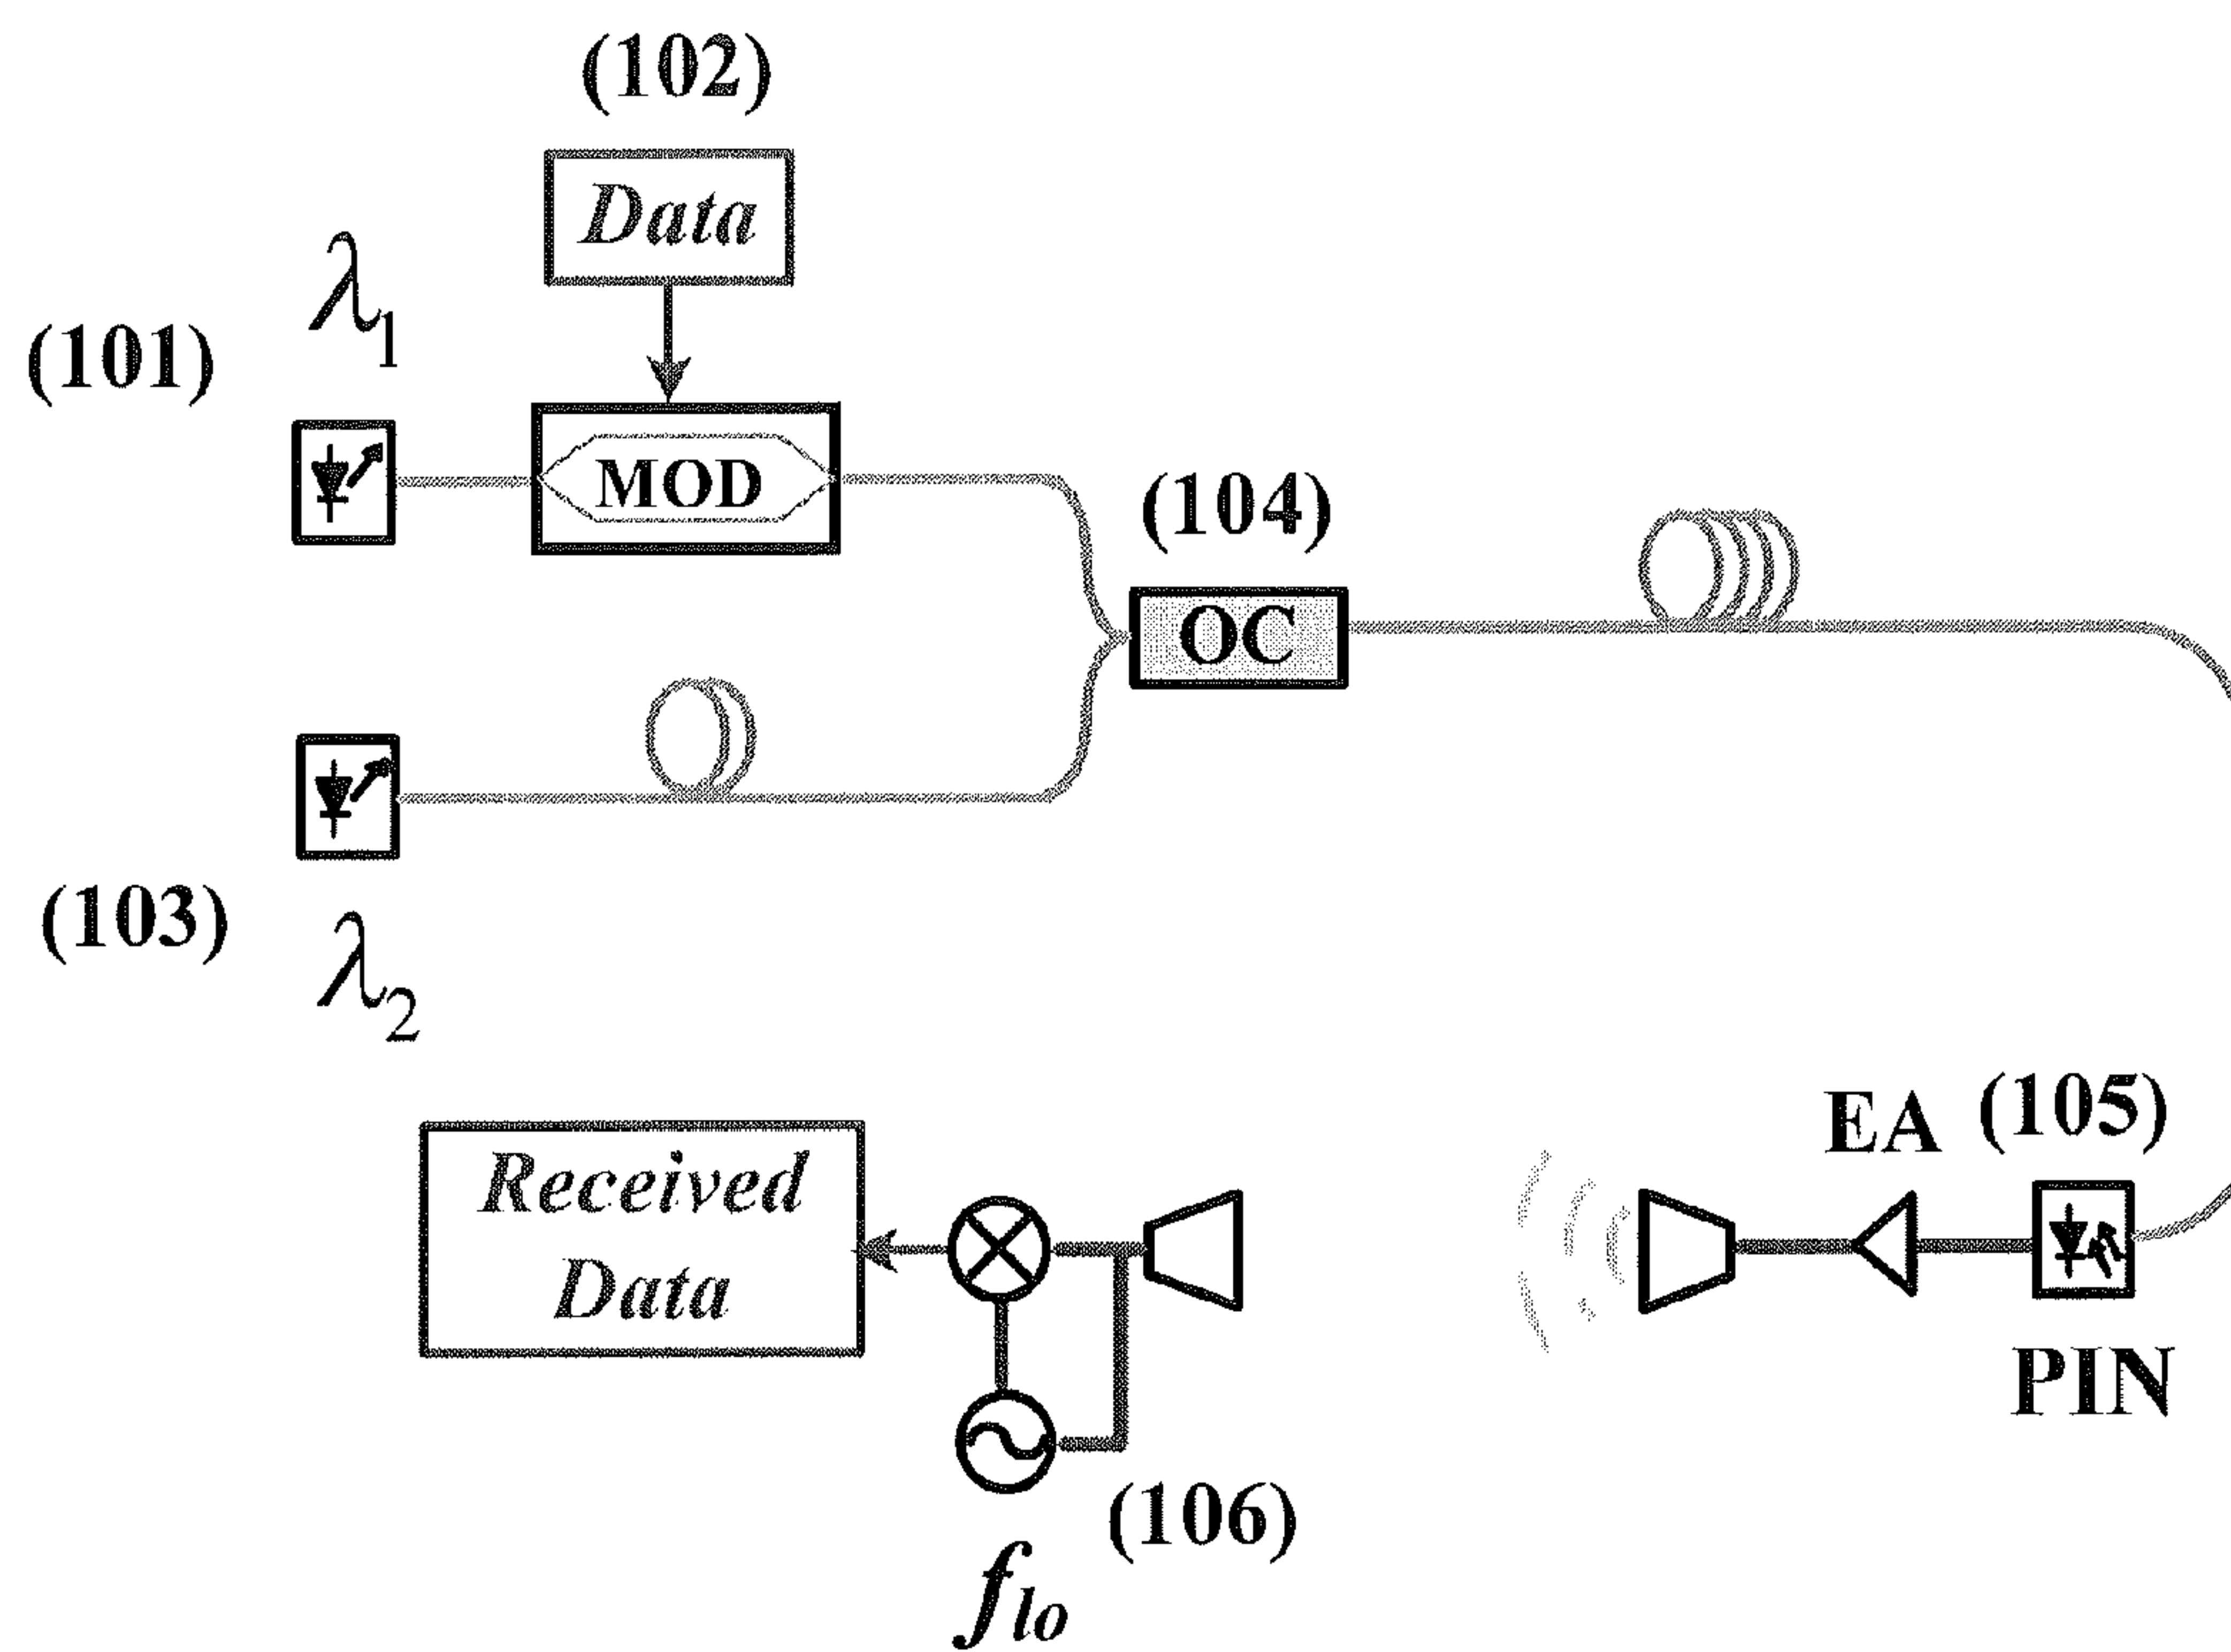 (102)
Data
λ1
(101)
MOD
(104)
OC
(103)
λ2
EA (105)
Received
Data
PIN
(106)
flo